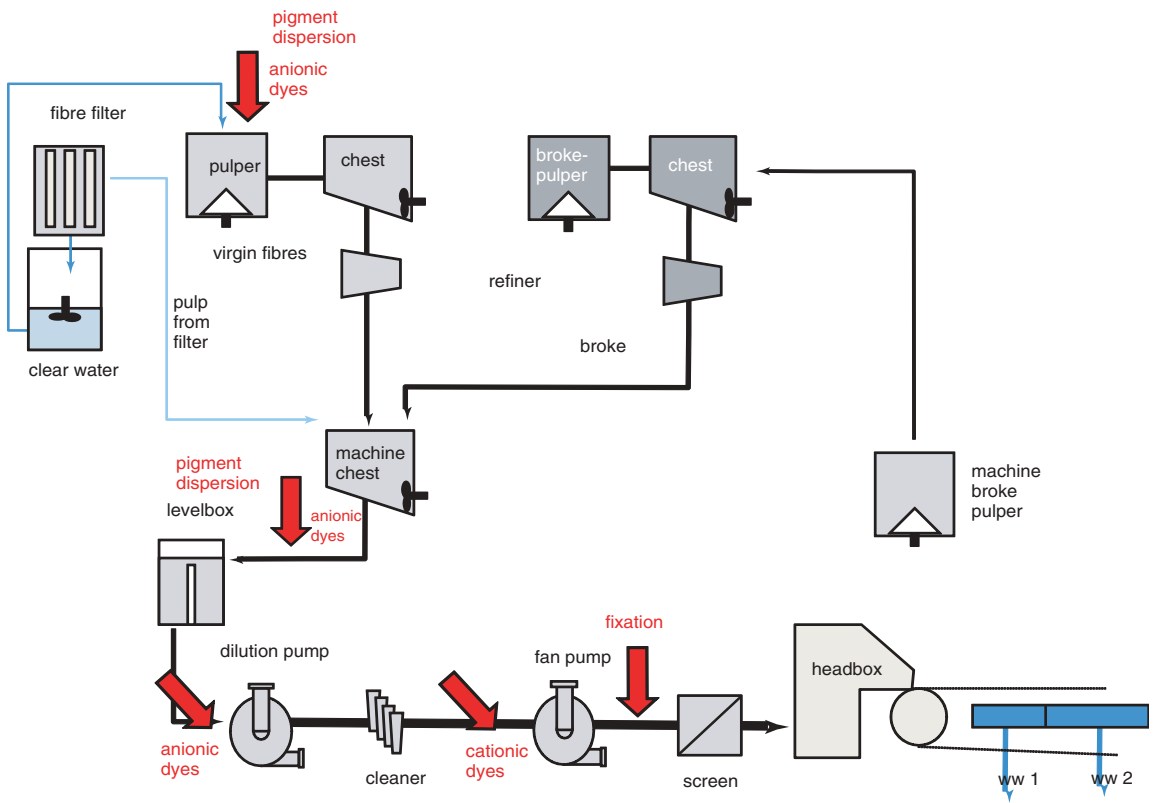 pigment
dispersion
anionic
dyes
fibre filter
pulper
chest
broke-
pulper
chest
virgin fibres
refiner
pulp
from
filter
broke
clear water
machine
chest
pigment
dispersion
levelbox
anionic
dyes
machine
broke
pulper
fixation
dilution pump
fan pump
headbox
anionic
dyes
cleaner
cationic
dyes
screen
ww 1
ww 2